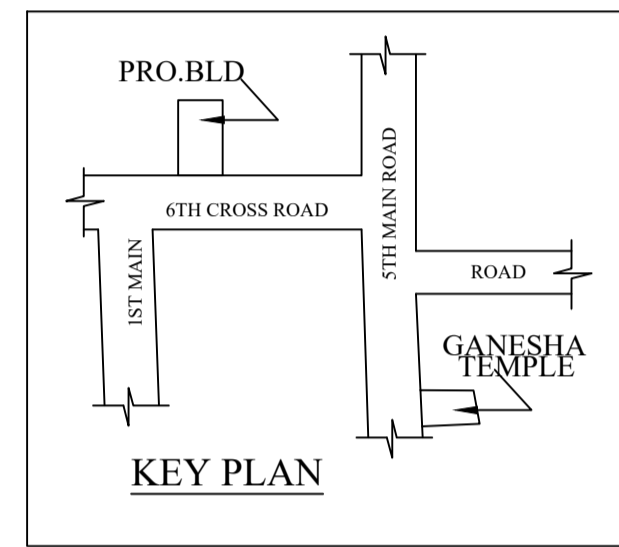 PRO.BLD
6TH CROSS ROAD
5TH MAIN ROAD
1ST MAIN
ROAD
GANESHA
TEMPLE
KEY PLAN